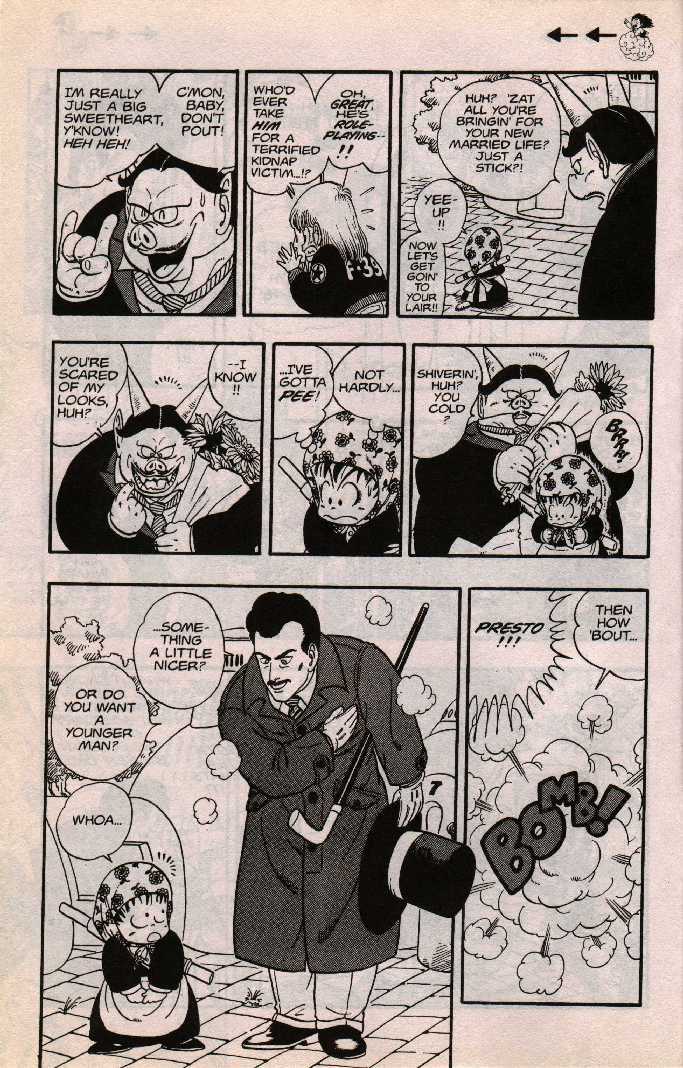 HUH? 'ZAT
ALL YOU'RE
BRINGIN' FOR
YOUR NEW
MARRIED LIFE?
JUST A
STICK?!
YEE-
UP
!!
NOW
LET'S
GET
GOIN'
TO
YOUR
LAIR!!
OH,
GREAT,
HE'S
ROLE-
PLAYING--
!!
WHO'D
EVER
TAKE
HIM
FOR A
TERRIFIED
KIDNAP
VICTIM...!?
F-33
C'MON,
BABY,
DON'T
POUT!
I'M REALLY
JUST A BIG
SWEETHEART,
Y'KNOW!
HEH HEH!
SHIVERIN',
HUH?
YOU
COLD
?
BRRR!
NOT
HARDLY...
...I'VE
GOTTA
PEE!
--I
KNOW
!!
YOU'RE
SCARED
OF MY
LOOKS,
HUH?
THEN
HOW
'BOUT...
PRESTO
!!!
BOMB!
...SOME-
THING
A LITTLE
NICER?
OR DO
YOU WANT
A
YOUNGER
MAN?
WHOA...
7